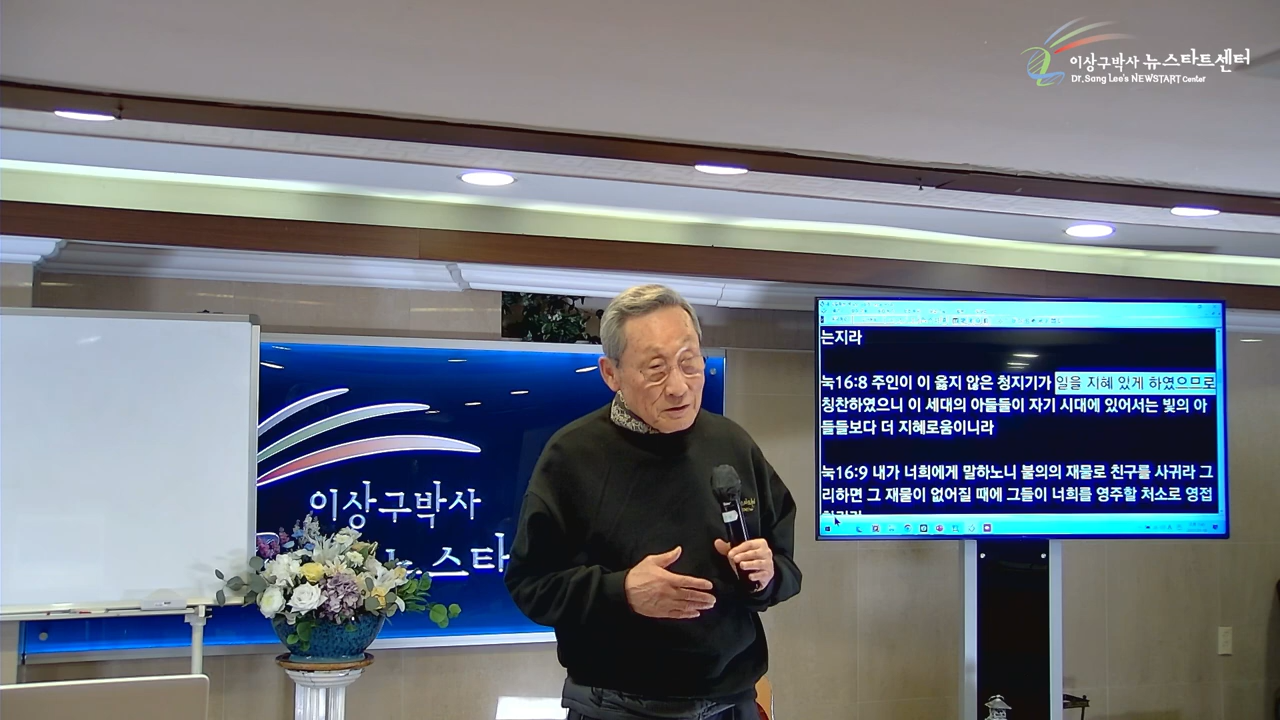 이상구박사 뉴스타트센터
Dr. Sang Lee's NEWSTART Center
는지라
눅16:8 주인이 이 옳지 않은 청지기가 일을 지혜 있게 하였으므로
칭찬하였으니 이 세대의 아들들이 자기 시대에 있어서는 빛의 아
들들보다 더 지혜로움이니라
눅16:9 내가 너희에게 말하노니 불의의 재물로 친구를 사귀라 그
리하면 그 재물이 없어질 때에 그들이 너희를 영주할 처소로 영접
이상구박사
뉴스타